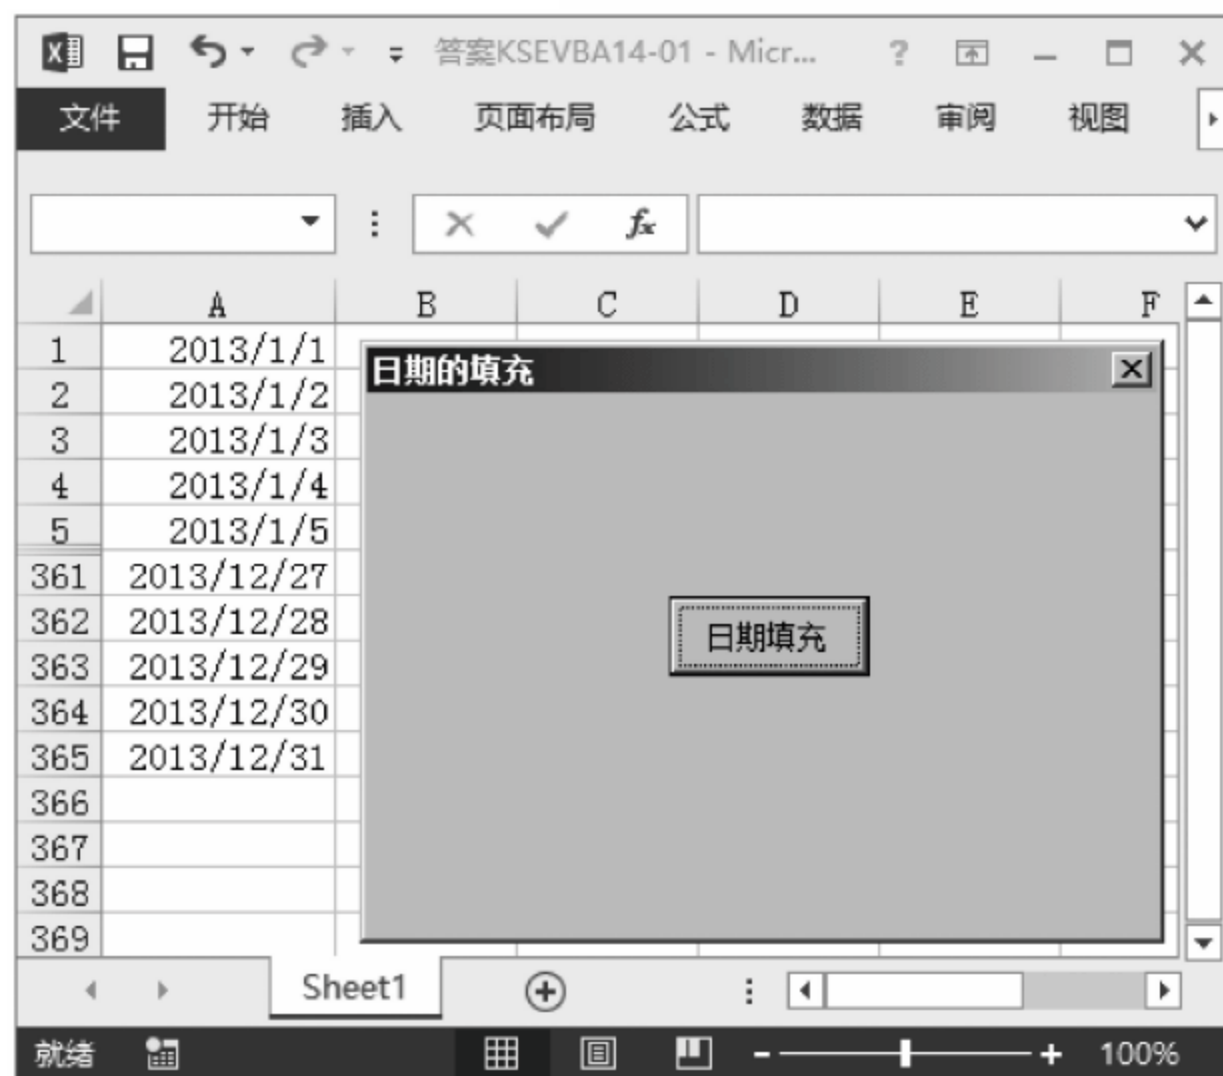 答案KSEVBA14-01 - Micr... ?
文件 开始 插入 页面布局 公式 数据 审阅 视图
fx
A B C D E F
1 2013/1/1
2 2013/1/2
3 2013/1/3
4 2013/1/4
5 2013/1/5
361 2013/12/27
362 2013/12/28
363 2013/12/29
364 2013/12/30
365 2013/12/31
366
367
368
369
日期的填充
日期填充
Sheet1
就绪 100%